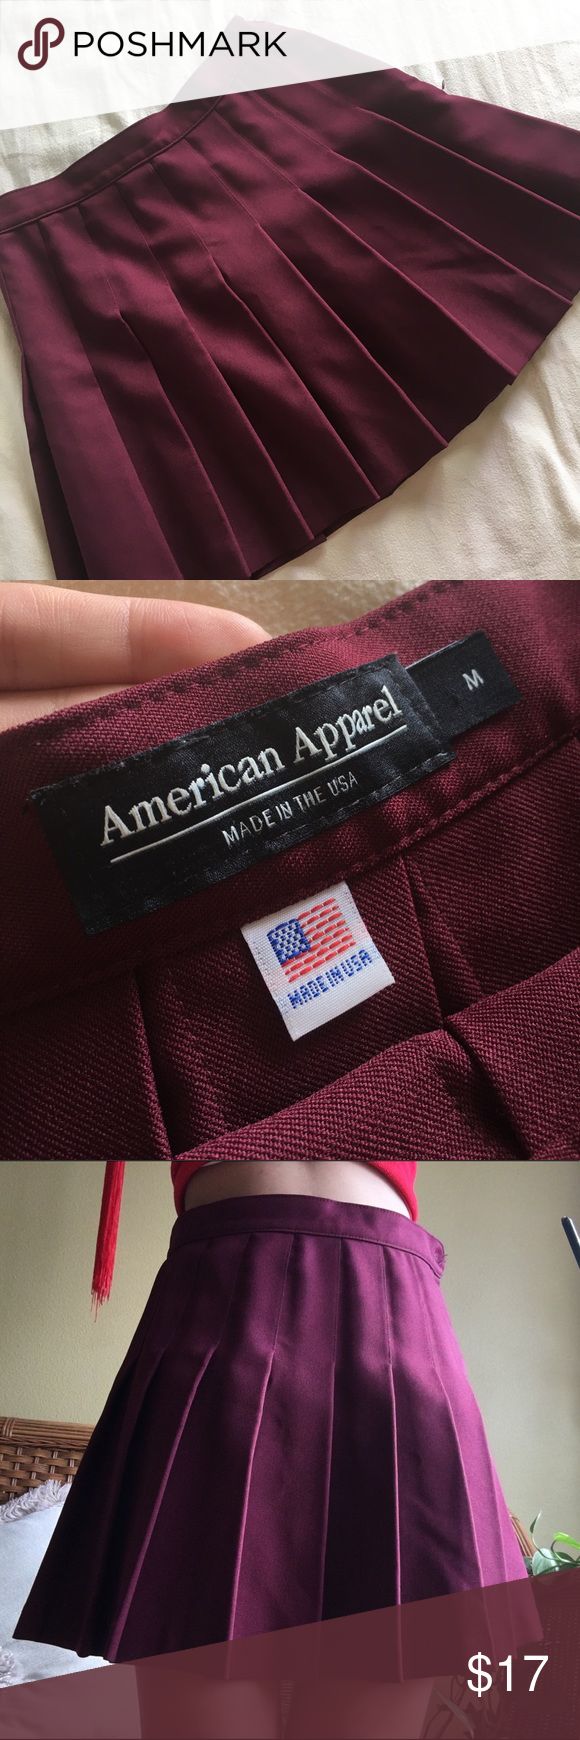 POSHMARK
American Apparel
MADE IN THE USA
M
MADE IN USA
$17